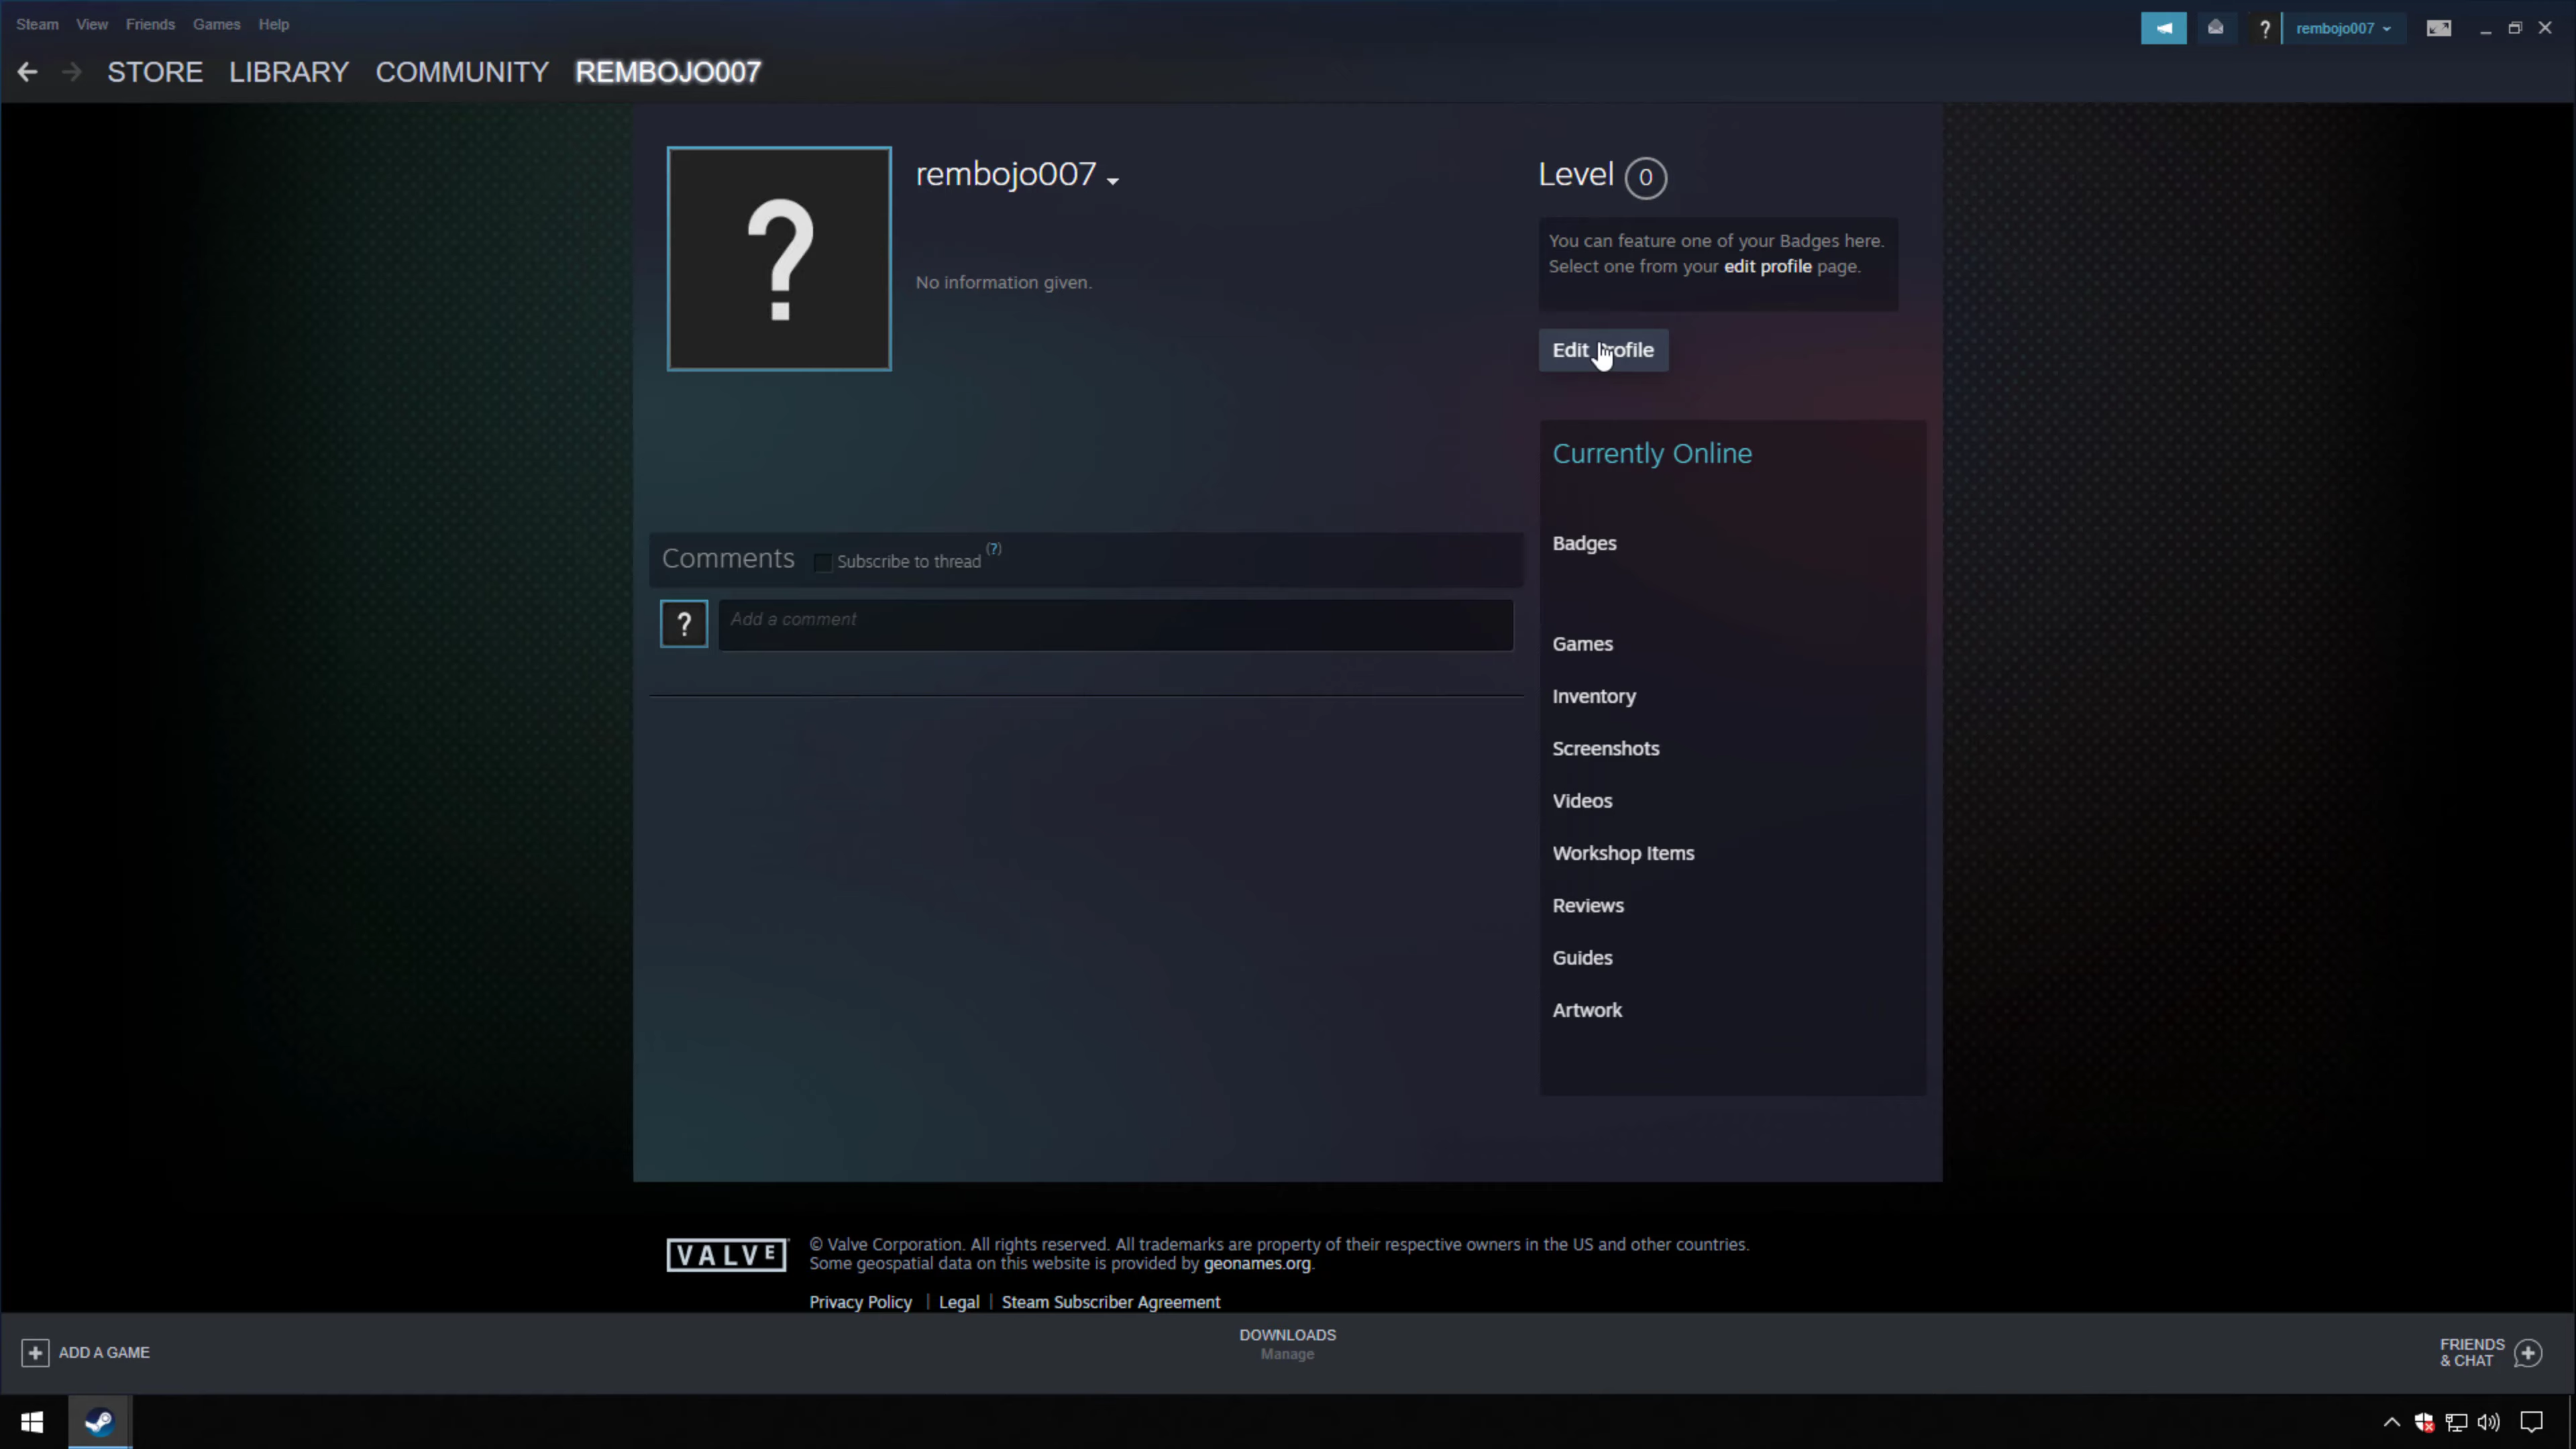 Steam View Friends Games Help
rembojo007
STORE LIBRARY COMMUNITY REMBOJO007
?
rembojo007
No information given.
Level 0
You can feature one of your Badges here.
Select one from your edit profile page.
Edit Profile
Currently Online
Badges
Games
Inventory
Screenshots
Videos
Workshop Items
Reviews
Guides
Artwork
Comments Subscribe to thread (?)
?
Add a comment
VALVE
© Valve Corporation. All rights reserved. All trademarks are property of their respective owners in the US and other countries.
Some geospatial data on this website is provided by geonames.org.
Privacy Policy | Legal | Steam Subscriber Agreement
ADD A GAME
DOWNLOADS
Manage
FRIENDS
& CHAT